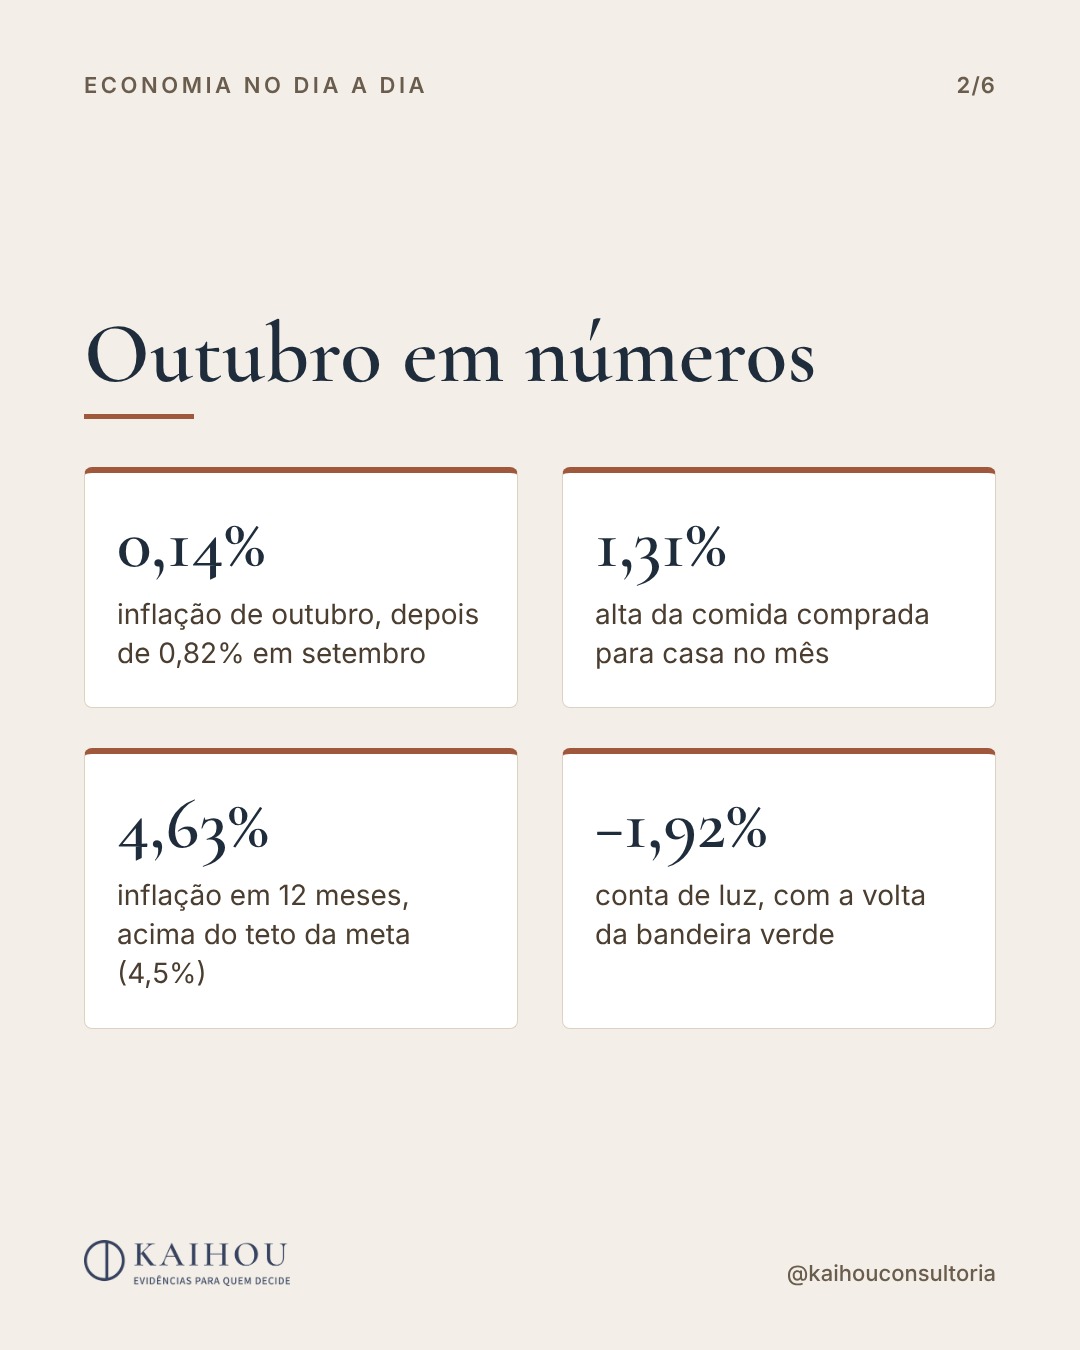 ECONOMIA NO DIA A DIA
2/6
Outubro em números
0,14%
inflação de outubro, depois
de 0,82% em setembro
1,31%
alta da comida comprada
para casa no mês
4,63%
inflação em 12 meses,
acima do teto da meta
(4,5%)
−1,92%
conta de luz, com a volta
da bandeira verde
KAIHOU
EVIDÊNCIAS PARA QUEM DECIDE
@kaihouconsultoria